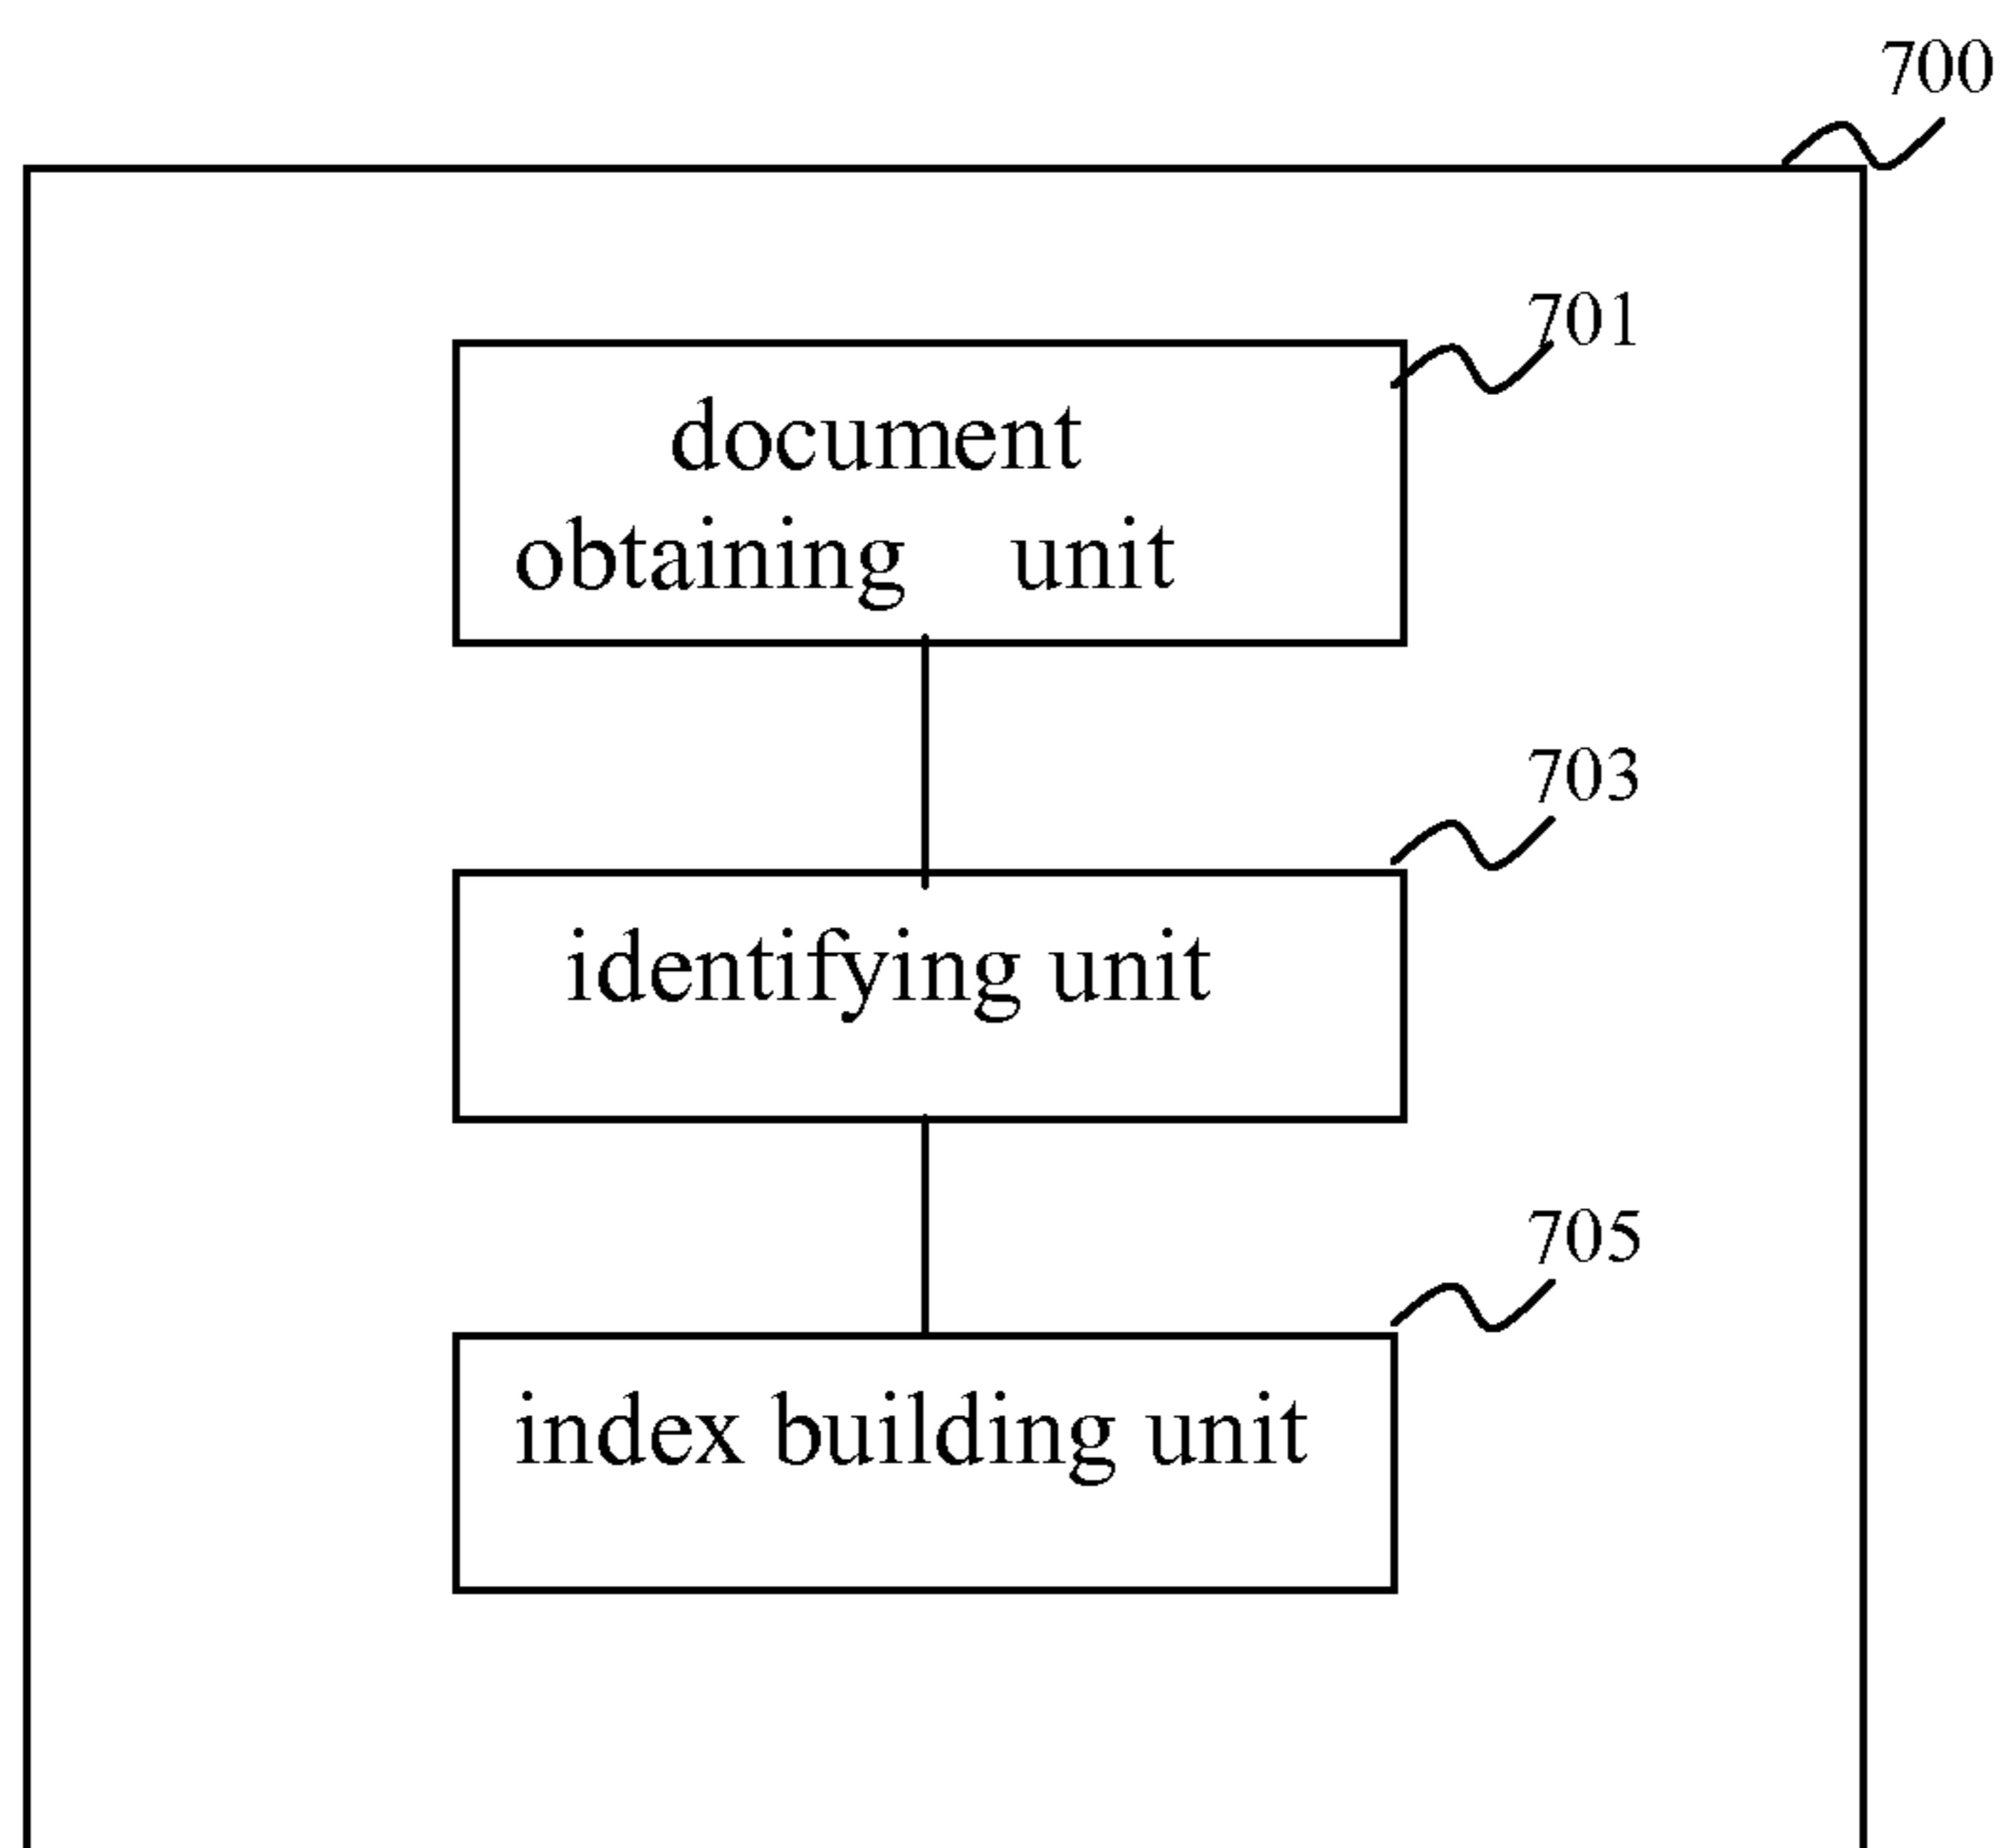 700
701
document
obtaining unit
703
identifying unit
705
index building unit